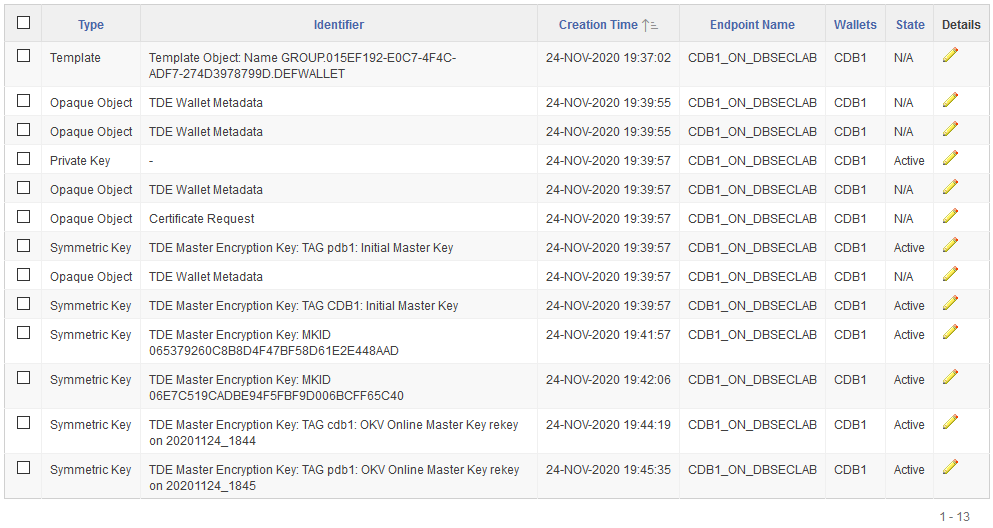 Type Identifier Creation Time Endpoint Name Wallets State Details
Template Template Object: Name GROUP.015EF192-E0C7-4F4C- 24-NOV-2020 19:37:02 CDB1_ON_DBSECLAB CDB1 N/A
ADF7-274D3978799D.DEFWALLET
Opaque Object TDE Wallet Metadata 24-NOV-2020 19:39:55 CDB1_ON_DBSECLAB CDB1 N/A
Opaque Object TDE Wallet Metadata 24-NOV-2020 19:39:55 CDB1_ON_DBSECLAB CDB1 N/A
Private Key - 24-NOV-2020 19:39:57 CDB1_ON_DBSECLAB CDB1 Active
Opaque Object TDE Wallet Metadata 24-NOV-2020 19:39:57 CDB1_ON_DBSECLAB CDB1 N/A
Opaque Object Certificate Request 24-NOV-2020 19:39:57 CDB1_ON_DBSECLAB CDB1 N/A
Symmetric Key TDE Master Encryption Key: TAG pdb1: Initial Master Key 24-NOV-2020 19:39:57 CDB1_ON_DBSECLAB CDB1 Active
Opaque Object TDE Wallet Metadata 24-NOV-2020 19:39:57 CDB1_ON_DBSECLAB CDB1 N/A
Symmetric Key TDE Master Encryption Key: TAG CDB1: Initial Master Key 24-NOV-2020 19:39:57 CDB1_ON_DBSECLAB CDB1 Active
Symmetric Key TDE Master Encryption Key: MKID 24-NOV-2020 19:41:57 CDB1_ON_DBSECLAB CDB1 Active
065379260C8B8D4F47BF58D61E2E448AAD
Symmetric Key TDE Master Encryption Key: MKID 24-NOV-2020 19:42:06 CDB1_ON_DBSECLAB CDB1 Active
06E7C519CADBE94F5FBF9D006BCFF65C40
Symmetric Key TDE Master Encryption Key: TAG cdb1: OKV Online Master Key rekey 24-NOV-2020 19:44:19 CDB1_ON_DBSECLAB CDB1 Active
on 20201124_1844
Symmetric Key TDE Master Encryption Key: TAG pdb1: OKV Online Master Key rekey 24-NOV-2020 19:45:35 CDB1_ON_DBSECLAB CDB1 Active
on 20201124_1845
1 - 13